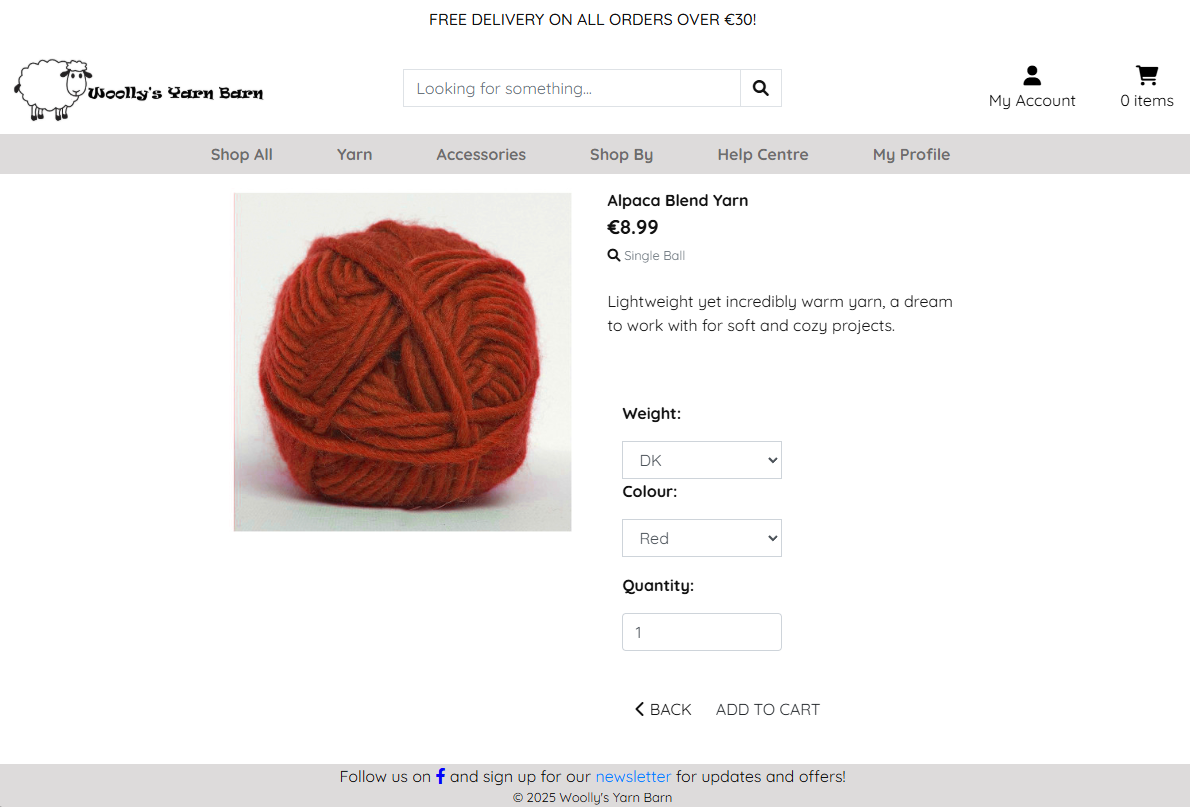 FREE DELIVERY ON ALL ORDERS OVER €30!
Woolly's Yarn Barn
Looking for something...
My Account
0 items
Shop All
Yarn
Accessories
Shop By
Help Centre
My Profile
Alpaca Blend Yarn
€8.99
Single Ball
Lightweight yet incredibly warm yarn, a dream
to work with for soft and cozy projects.
Weight:
DK
Colour:
Red
Quantity:
1
BACK
ADD TO CART
Follow us on f and sign up for our newsletter for updates and offers!
© 2025 Woolly's Yarn Barn